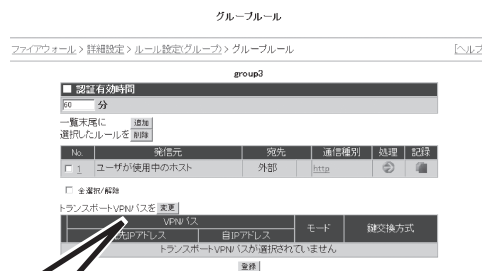 グループルール
ファイアウォール > 詳細設定 > ルール設定(グループ) > グループルール [ヘルプ
group3
■ 認証有効時間
60 分
一覧末尾に 追加
選択したルールを 削除
No. 発信元 宛先 通信種別 処理 記録
1 ユーザが使用中のホスト 外部 http
全選択/解除
トランスポートVPNパスを 変更
VPNパス モード 鍵交換方式
先IPアドレス 自IPアドレス
トランスポートVPNパスが選択されていません
登録